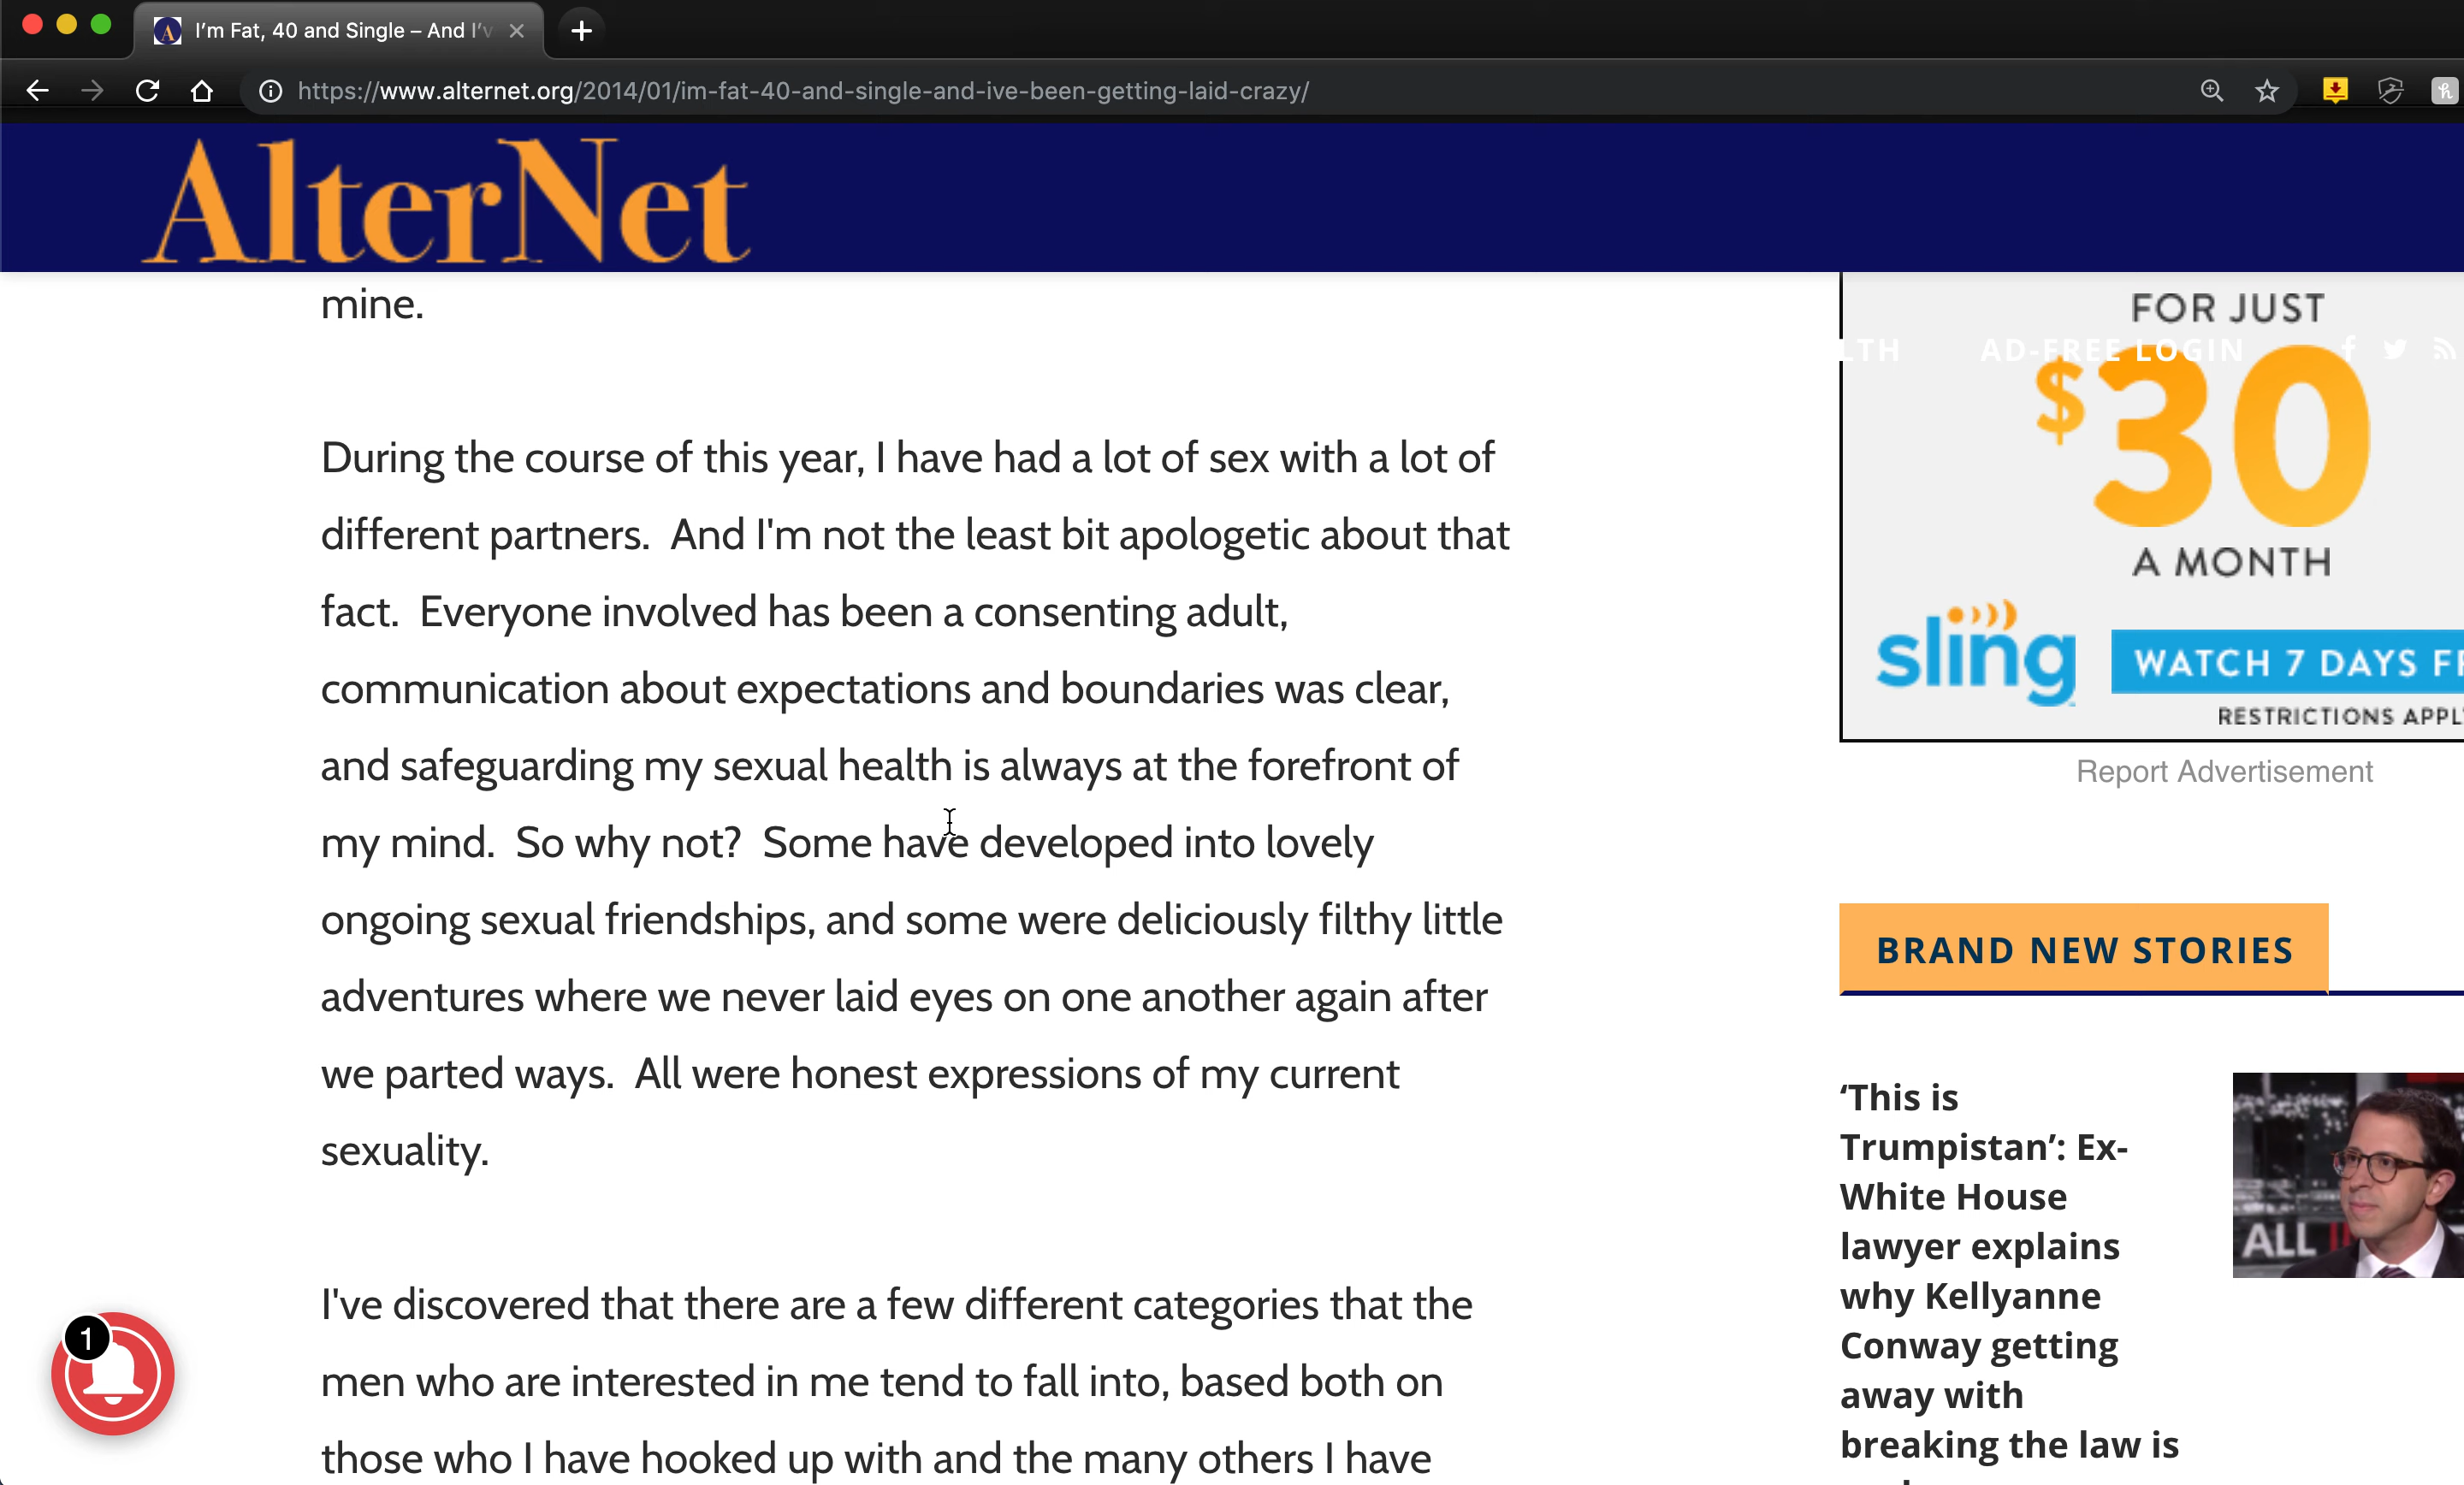 I'm Fat, 40 and Single – And I'v
https://www.alternet.org/2014/01/im-fat-40-and-single-and-ive-been-getting-laid-crazy/
AlterNet
mine.
During the course of this year, I have had a lot of sex with a lot of
different partners.  And I'm not the least bit apologetic about that
fact.  Everyone involved has been a consenting adult,
communication about expectations and boundaries was clear,
and safeguarding my sexual health is always at the forefront of
my mind.  So why not?  Some have developed into lovely
ongoing sexual friendships, and some were deliciously filthy little
adventures where we never laid eyes on one another again after
we parted ways.  All were honest expressions of my current
sexuality.
I've discovered that there are a few different categories that the
men who are interested in me tend to fall into, based both on
those who I have hooked up with and the many others I have
1
FOR JUST
LTH AD-FREE LOGIN
$30
A MONTH
sling
WATCH 7 DAYS FR
RESTRICTIONS APPLY
Report Advertisement
BRAND NEW STORIES
‘This is
Trumpistan’: Ex-
White House
lawyer explains
why Kellyanne
Conway getting
away with
breaking the law is
ALL I